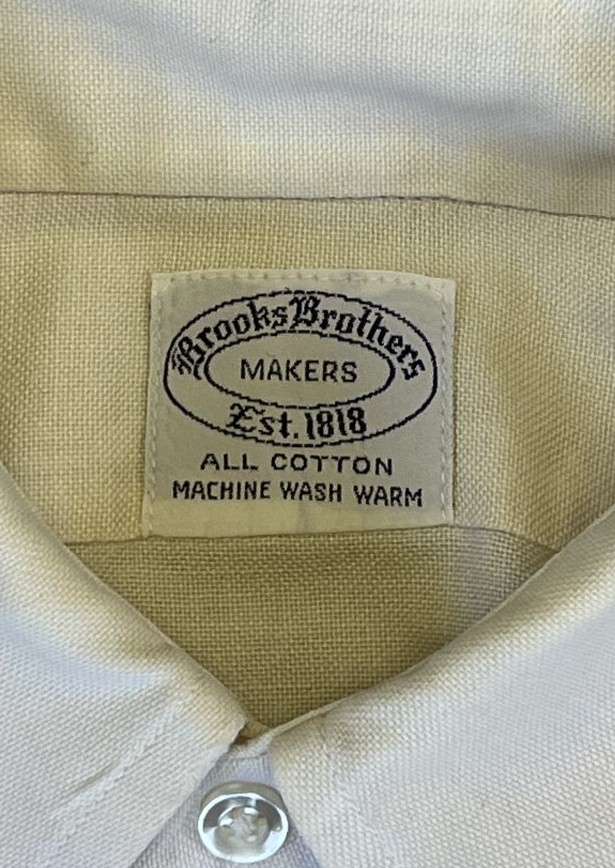 Brooks Brothers
MAKERS
Est. 1818
ALL COTTON
MACHINE WASH WARM